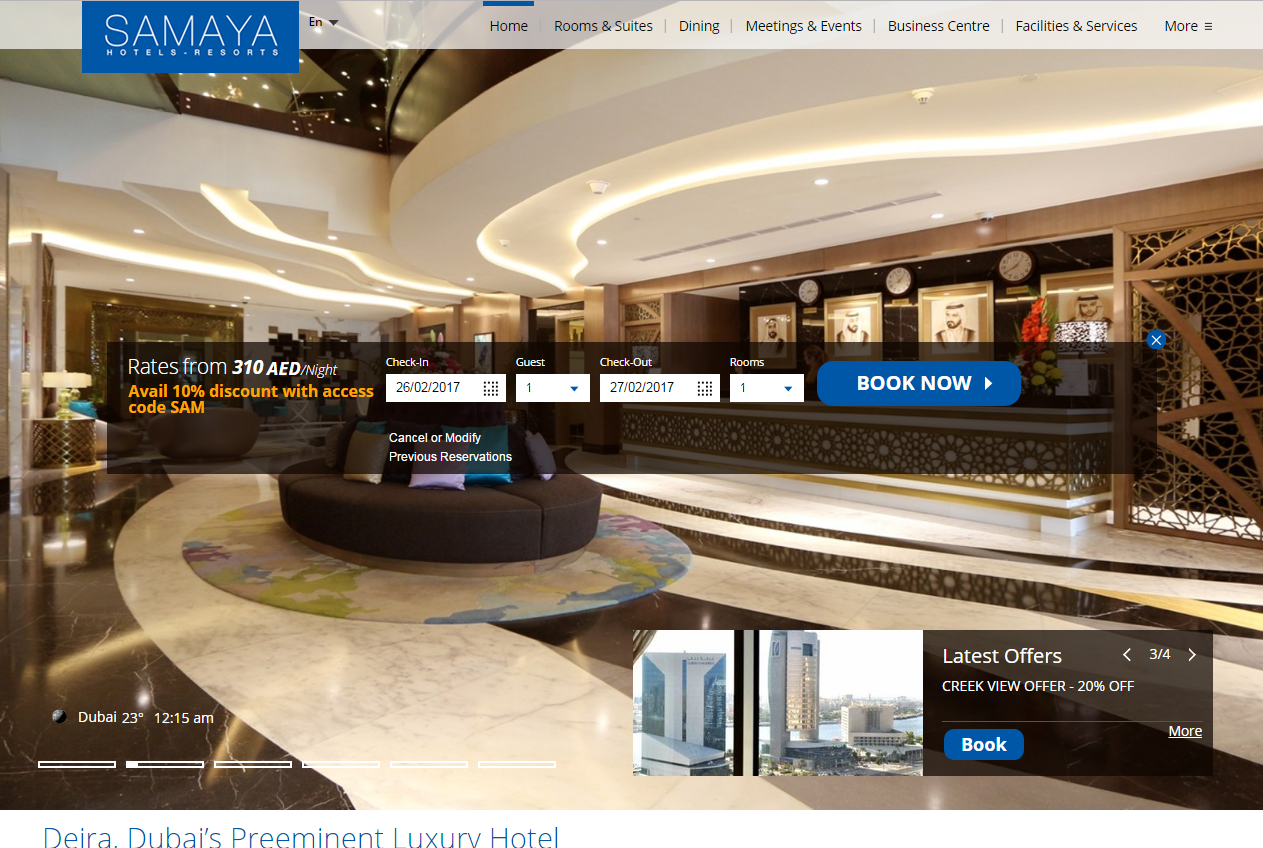 SAMAYA
HOTELS - RESORTS
En
Home
Rooms & Suites
Dining
Meetings & Events
Business Centre
Facilities & Services
More
Rates from 310 AED/Night
Avail 10% discount with access
code SAM
Check-In
Guest
Check-Out
Rooms
26/02/2017
1
27/02/2017
1
BOOK NOW
Cancel or Modify
Previous Reservations
Latest Offers
3/4
CREEK VIEW OFFER - 20% OFF
More
Book
Dubai 23° 12:15 am
Deira, Dubai’s Preeminent Luxury Hotel